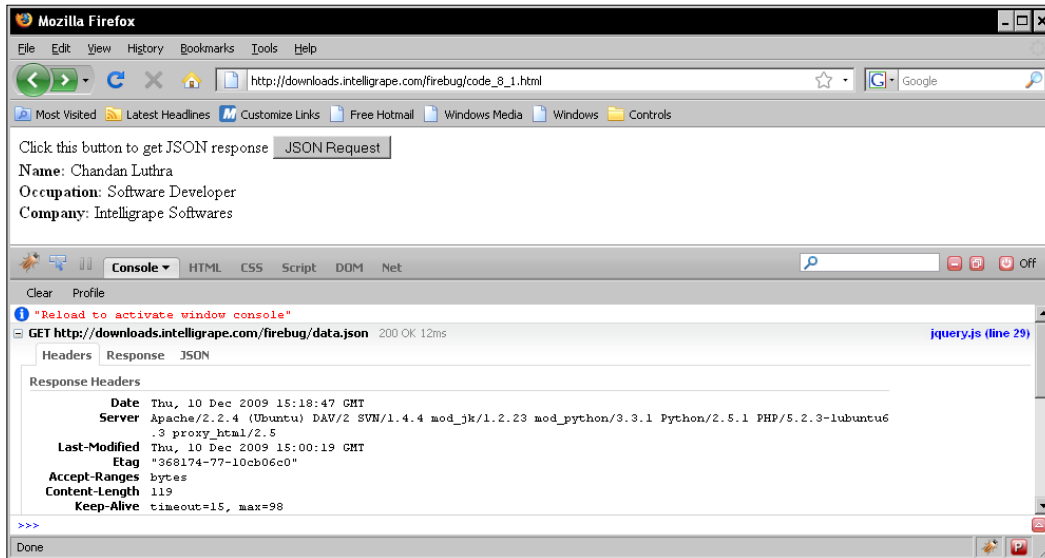 Mozilla Firefox
File Edit View History Bookmarks Tools Help
http://downloads.intelligrape.com/firebug/code_8_1.html
G Google
Most Visited Latest Headlines Customize Links Free Hotmail Windows Media Windows Controls
Click this button to get JSON response JSON Request
Name: Chandan Luthra
Occupation: Software Developer
Company: Intelligrape Softwares
Console HTML CSS Script DOM Net Off
Clear Profile
"Reload to activate window console"
GET http://downloads.intelligrape.com/firebug/data.json 200 OK 12ms jquery.js (line 29)
Headers Response JSON
Response Headers
Date Thu, 10 Dec 2009 15:18:47 GMT
Server Apache/2.2.4 (Ubuntu) DAV/2 SVN/1.4.4 mod_jk/1.2.23 mod_python/3.3.1 Python/2.5.1 PHP/5.2.3-1ubuntu6
.3 proxy_html/2.5
Last-Modified Thu, 10 Dec 2009 15:00:19 GMT
Etag "368174-77-10cb06c0"
Accept-Ranges bytes
Content-Length 119
Keep-Alive timeout=15, max=98
>>>
Done